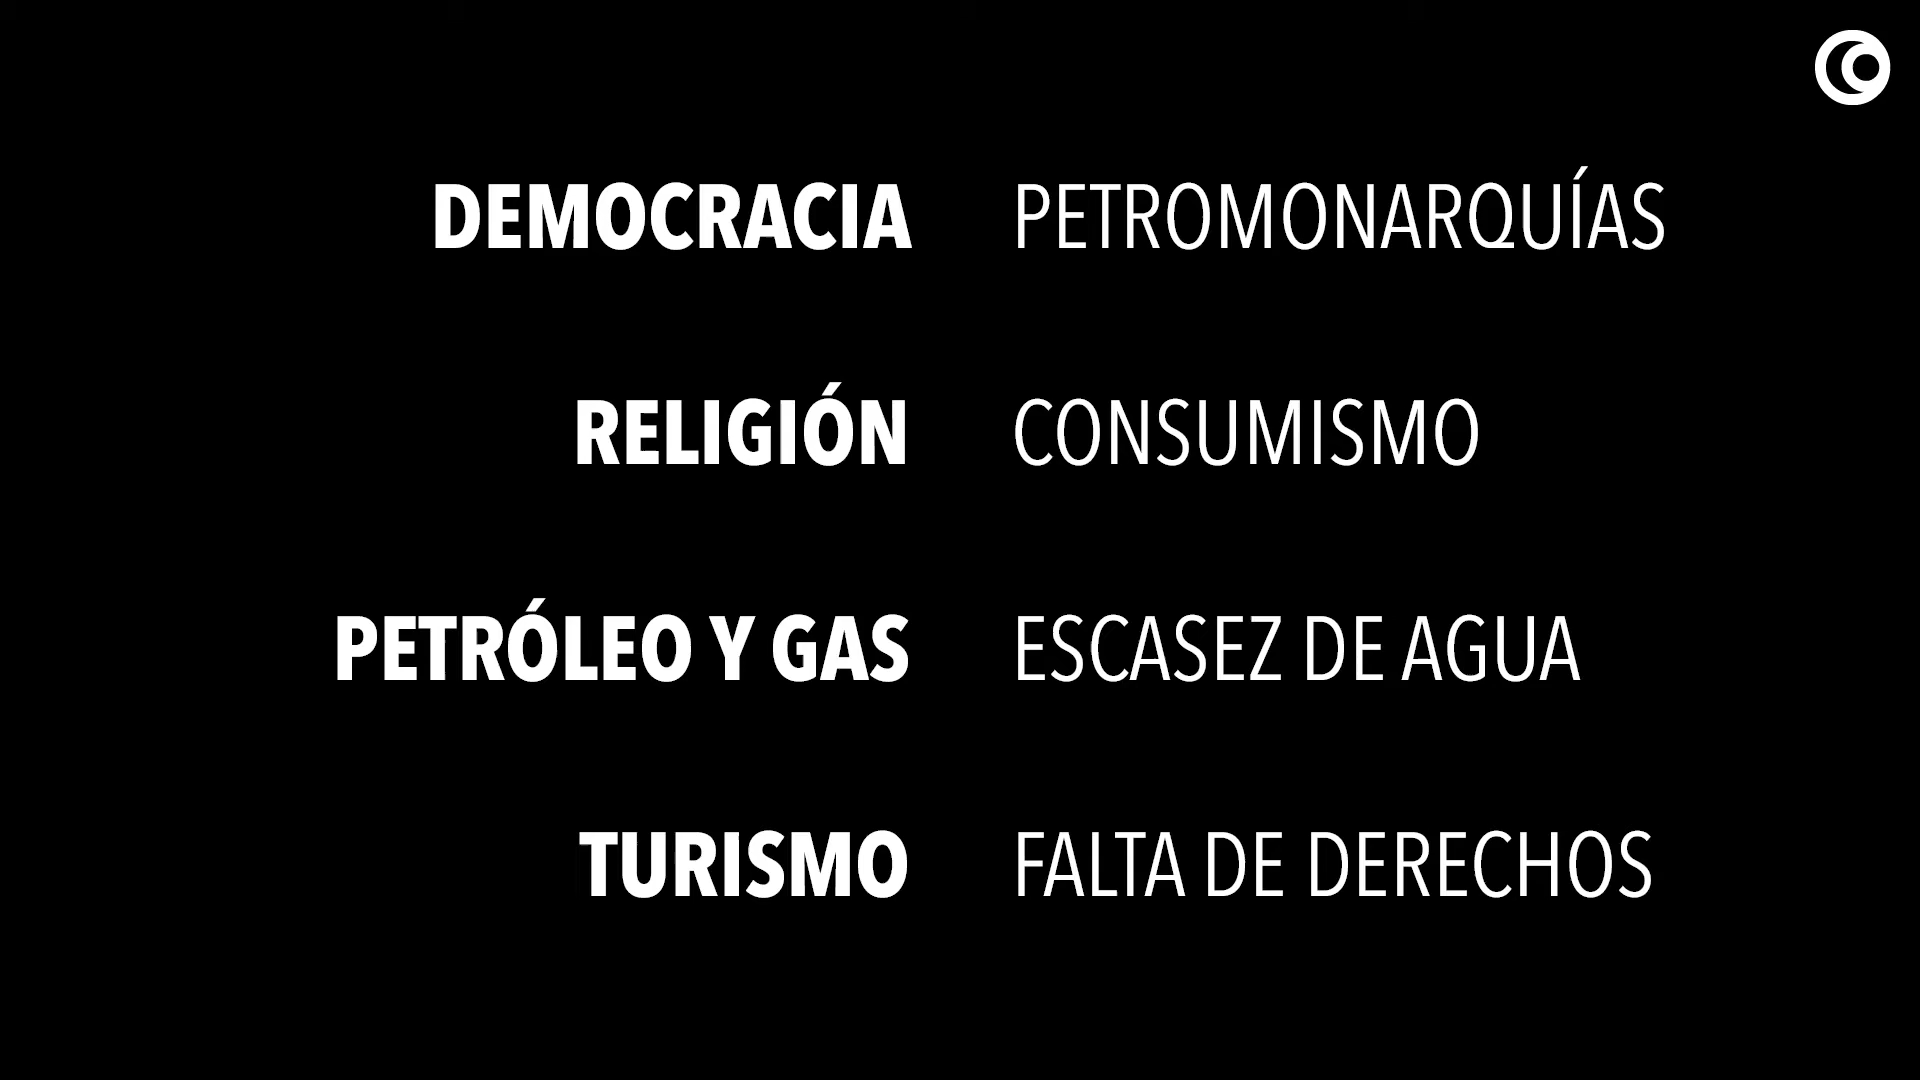 DEMOCRACIA PETROMONARQUÍAS
RELIGIÓN CONSUMISMO
PETRÓLEO Y GAS ESCASEZ DE AGUA
TURISMO FALTA DE DERECHOS